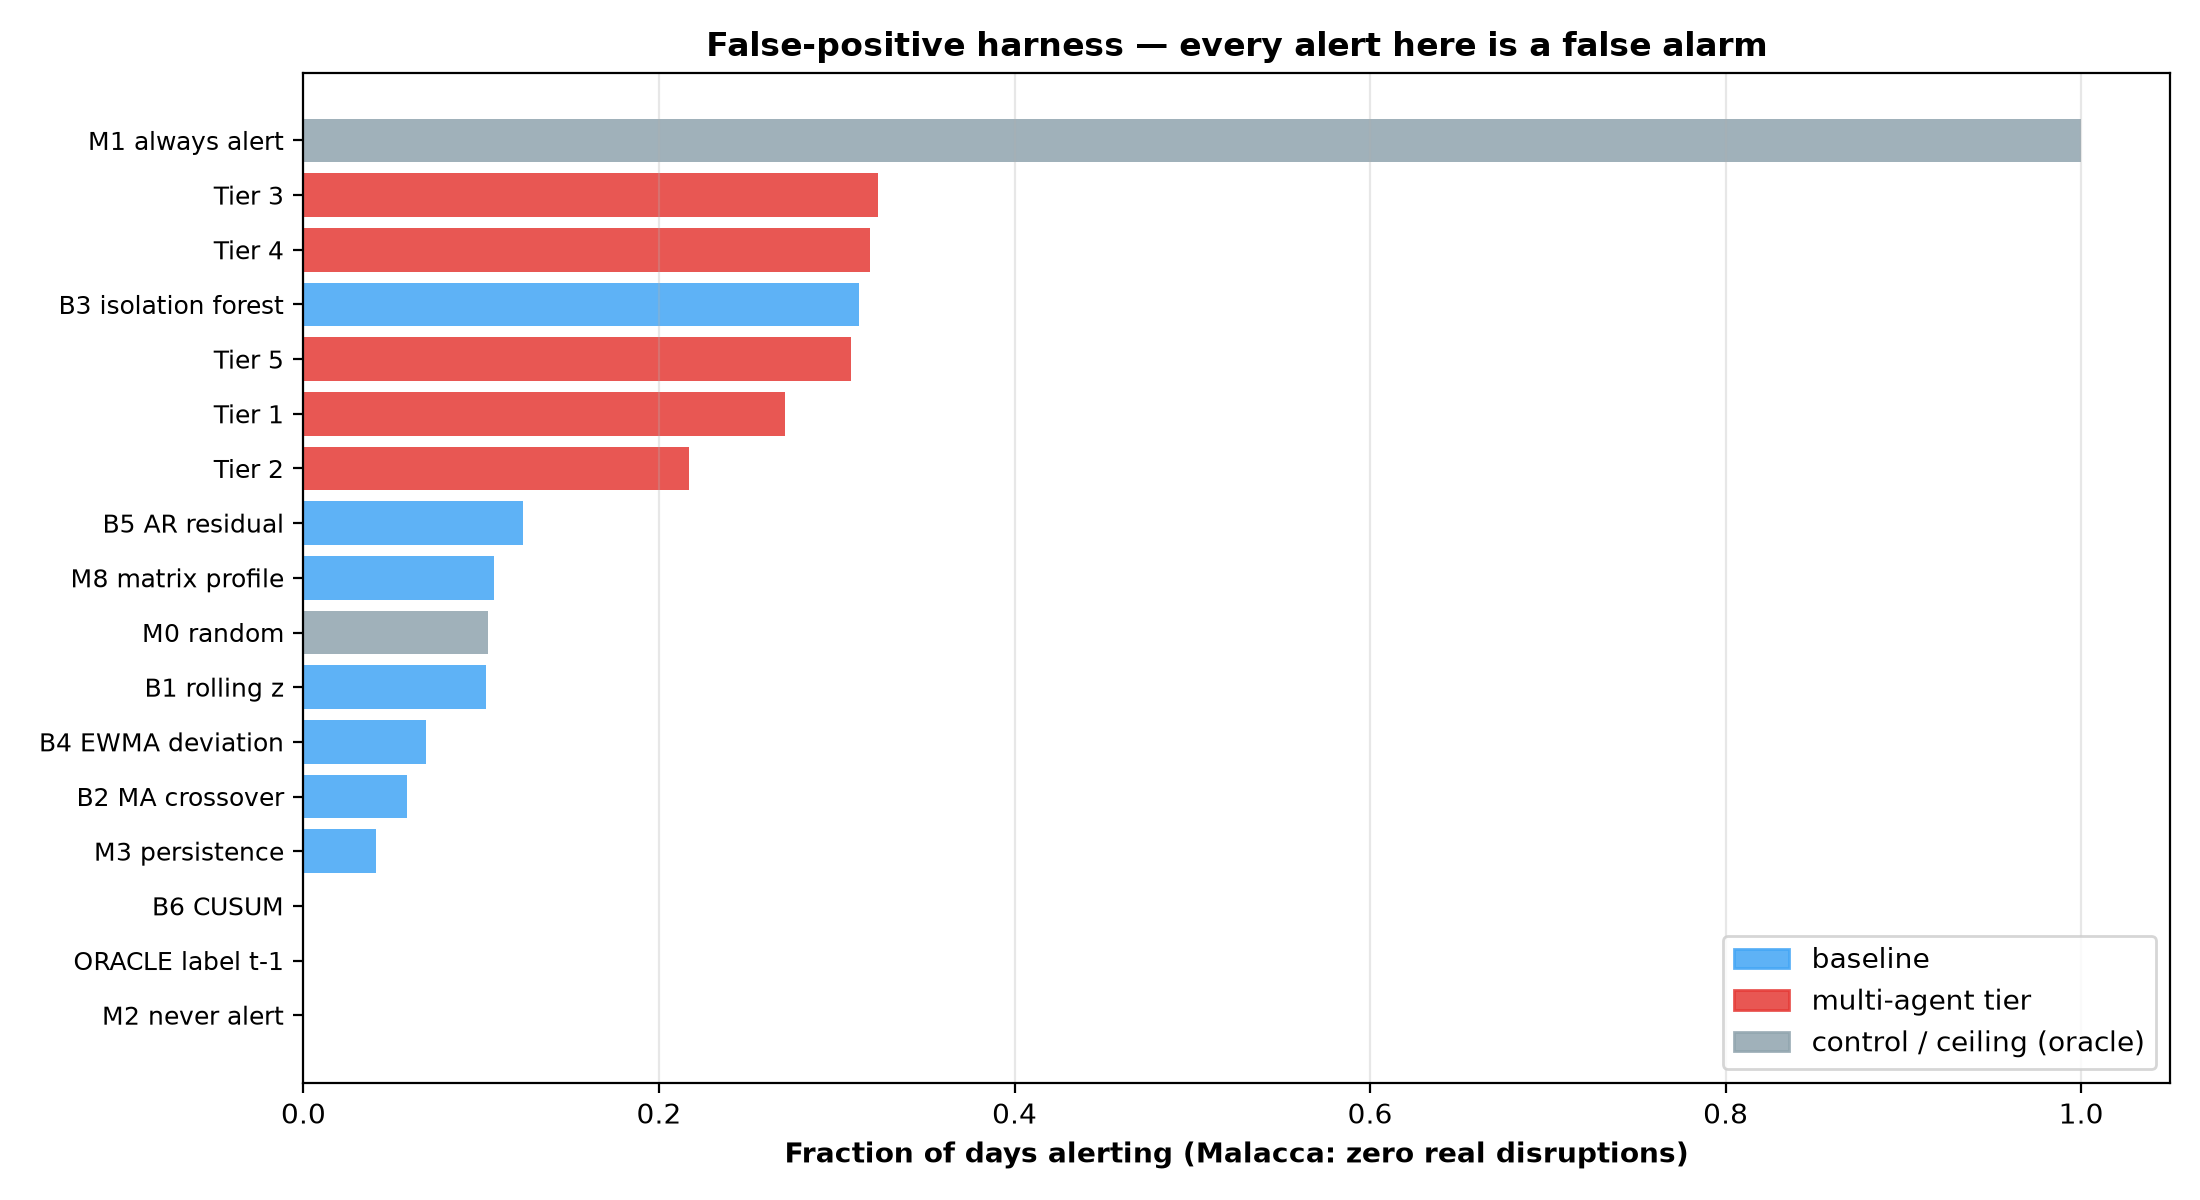 False-positive harness — every alert here is a false alarm
M1 always alert
Tier 3
Tier 4
B3 isolation forest
Tier 5
Tier 1
Tier 2
B5 AR residual
M8 matrix profile
M0 random
B1 rolling z
B4 EWMA deviation
B2 MA crossover
M3 persistence
B6 CUSUM
ORACLE label t-1
M2 never alert
baseline
multi-agent tier
control / ceiling (oracle)
0.0 0.2 0.4 0.6 0.8 1.0
Fraction of days alerting (Malacca: zero real disruptions)